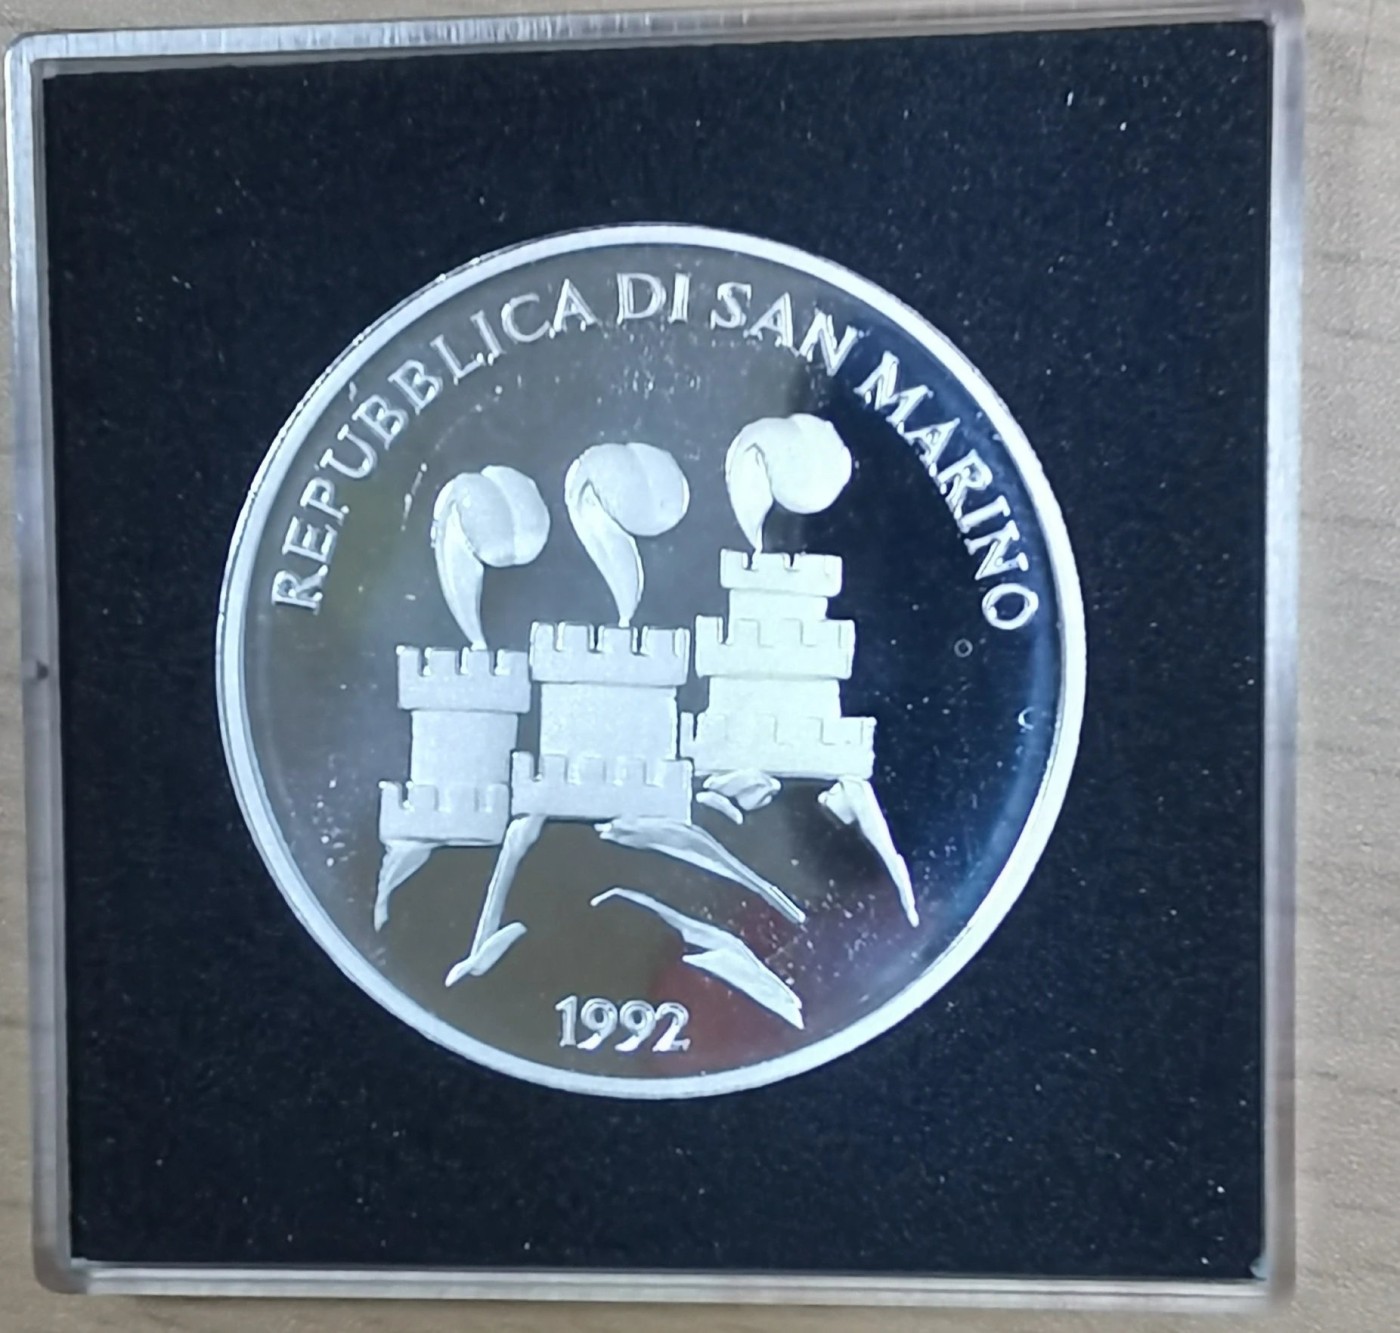 REPUBBLICA DI SAN MARINO
1992